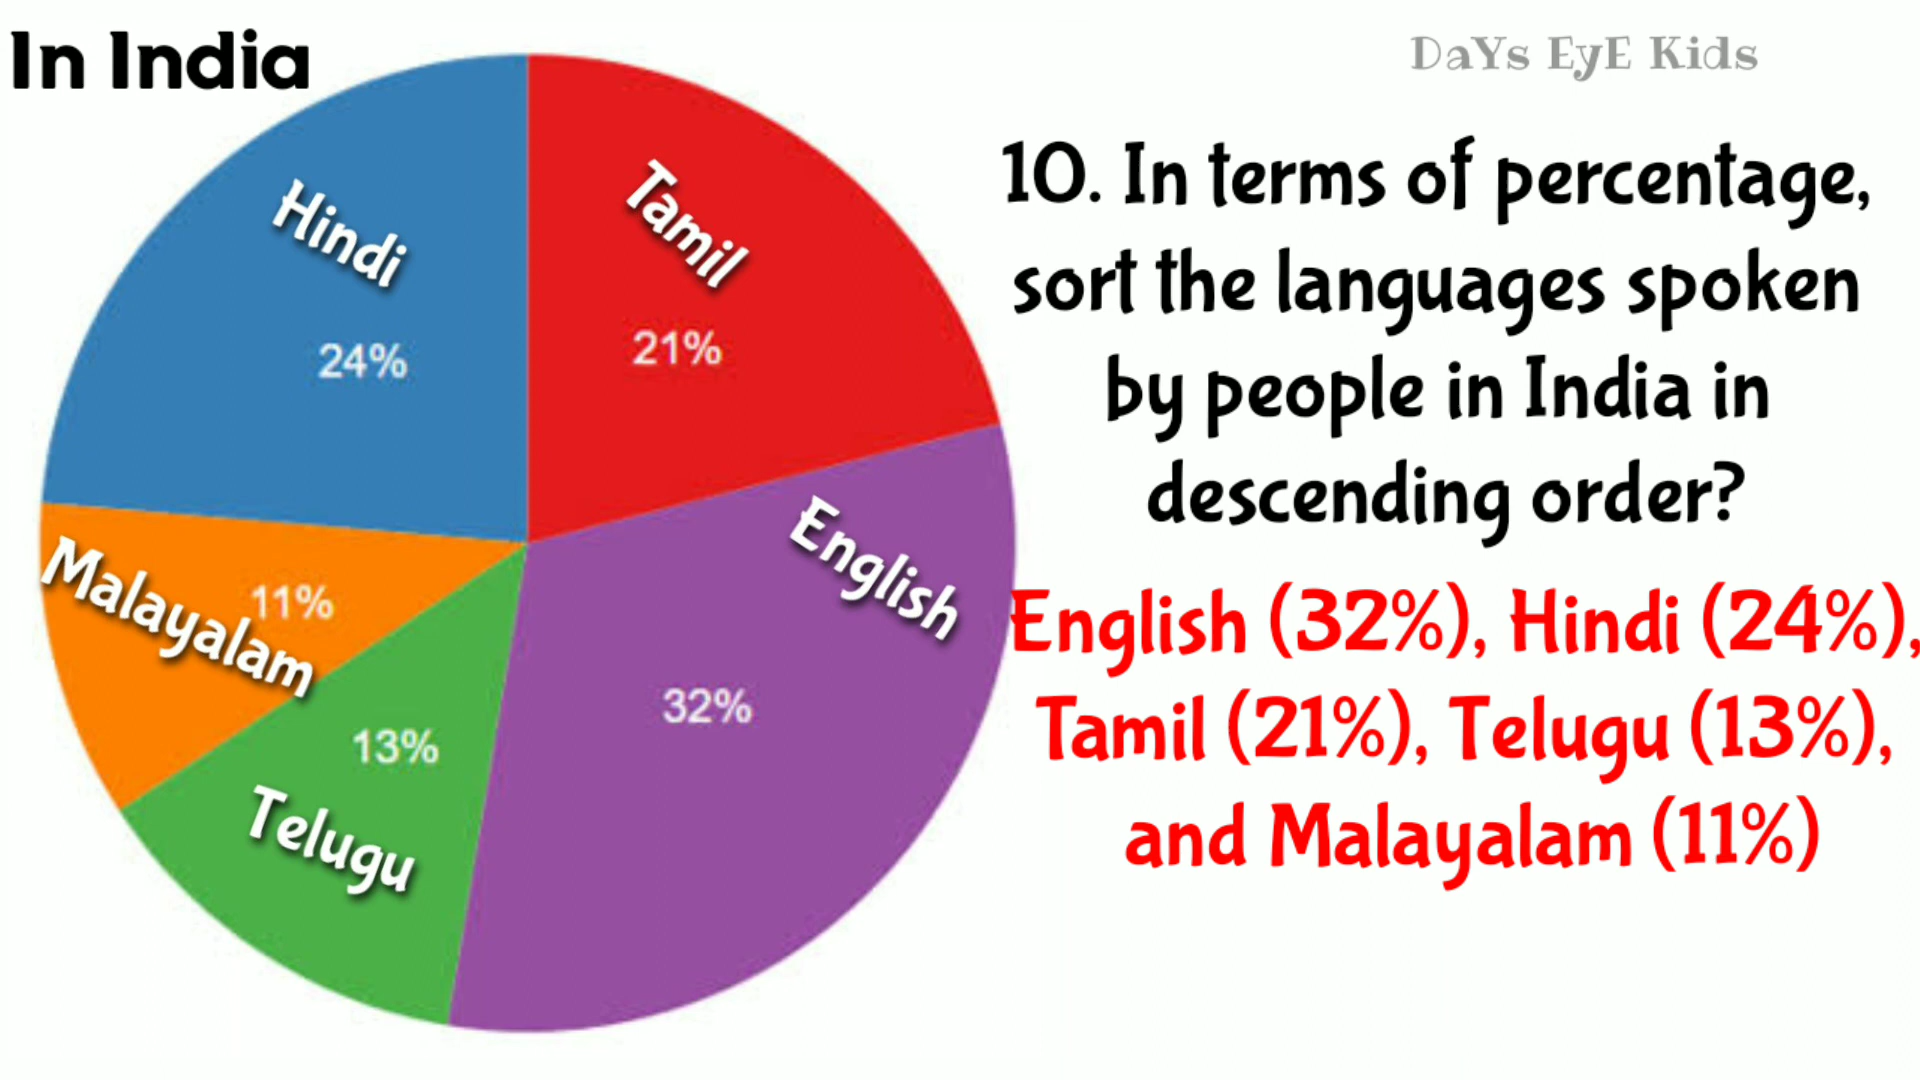 In India
DaYs EyE Kids
Hindi
24%
Tamil
21%
English
32%
Malayalam
11%
13%
Telugu
10. In terms of percentage,
sort the languages spoken
by people in India in
descending order?
English (32%), Hindi (24%),
Tamil (21%), Telugu (13%),
and Malayalam (11%)